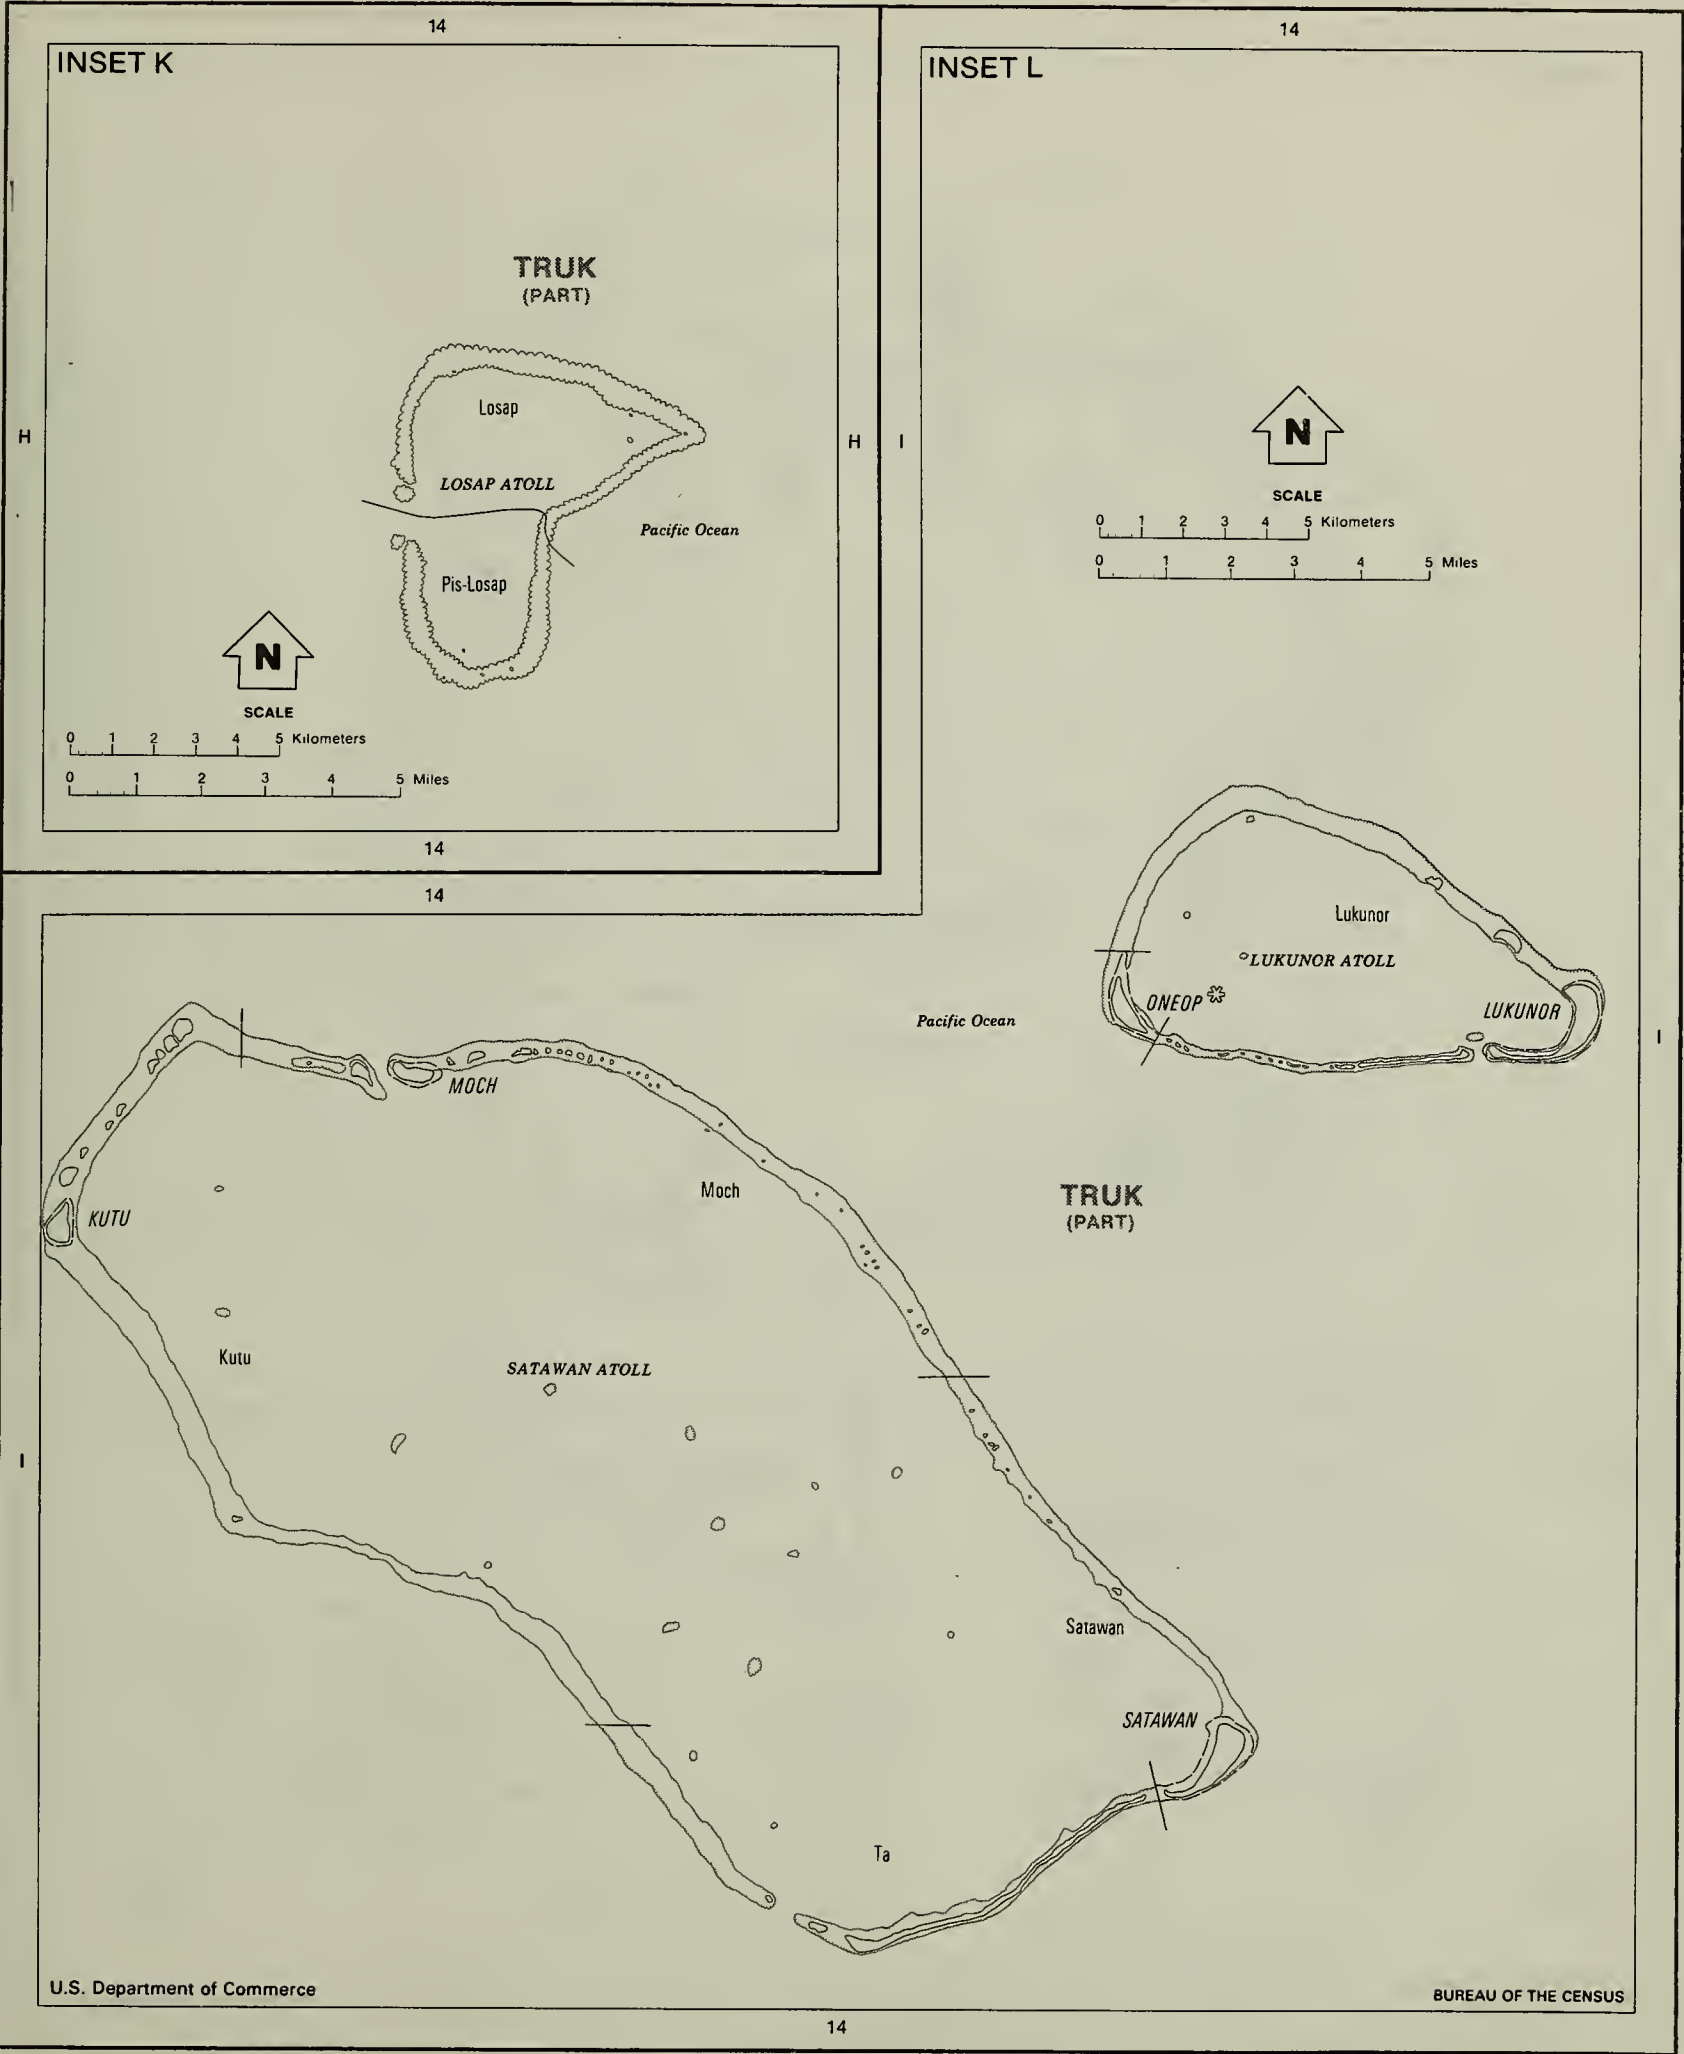 14
INSET K
TRUK
(PART)
Losap
H
H
LOSAP ATOLL
Pacific Ocean
Pis-Losap
N
SCALE
0 1 2 3 4 5 Kilometers
0 1 2 3 4 5 Miles
14
14
INSET L
I
N
SCALE
0 1 2 3 4 5 Kilometers
0 1 2 3 4 5 Miles
14
Lukunor
LUKUNOR ATOLL
ONEOP *
LUKUNOR
Pacific Ocean
I
MOCH
Moch
TRUK
(PART)
KUTU
Kutu
SATAWAN ATOLL
I
Satawan
SATAWAN
Ta
U.S. Department of Commerce
BUREAU OF THE CENSUS
14